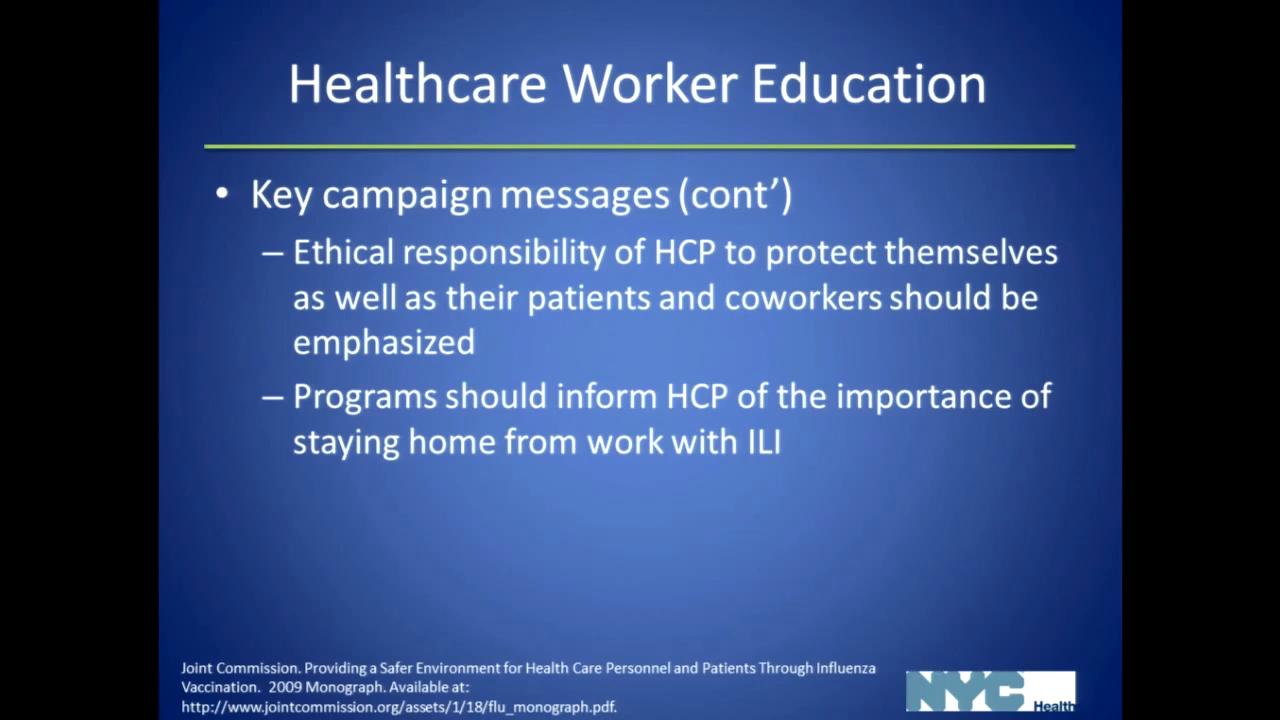 Healthcare Worker Education
• Key campaign messages (cont’)
– Ethical responsibility of HCP to protect themselves
as well as their patients and coworkers should be
emphasized
– Programs should inform HCP of the importance of
staying home from work with ILI
Joint Commission. Providing a Safer Environment for Health Care Personnel and Patients Through Influenza
Vaccination. 2009 Monograph. Available at:
http://www.jointcommission.org/assets/1/18/flu_monograph.pdf.
NYC
Health